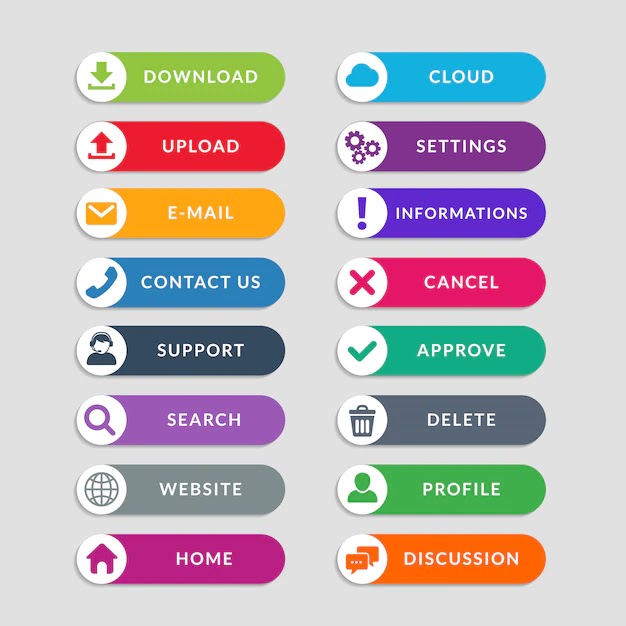 DOWNLOAD
CLOUD
UPLOAD
SETTINGS
E-MAIL
INFORMATIONS
CONTACT US
CANCEL
SUPPORT
APPROVE
SEARCH
DELETE
WEBSITE
PROFILE
HOME
DISCUSSION